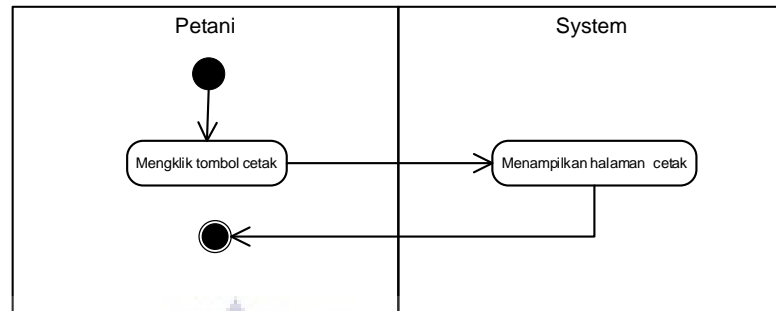 Petani
System
Mengklik tombol cetak
Menampilkan halaman cetak